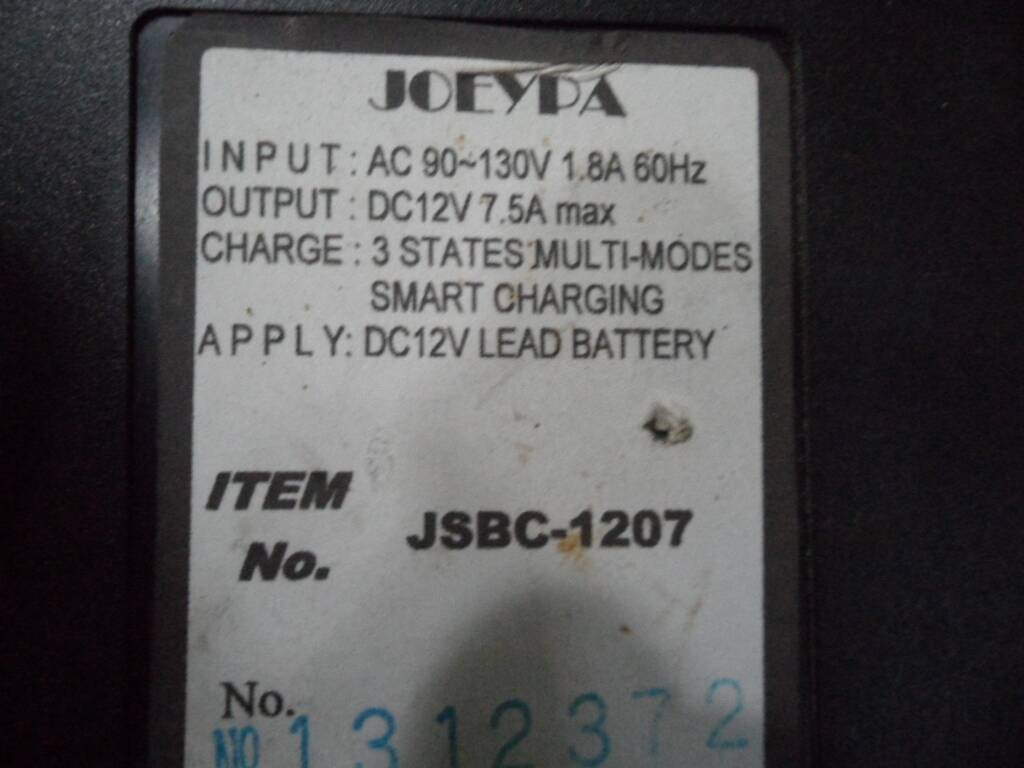 JOEYPA
INPUT: AC 90~130V 1.8A 60Hz
OUTPUT: DC12V 7.5A max
CHARGE: 3 STATES MULTI-MODES
SMART CHARGING
APPLY: DC12V LEAD BATTERY
ITEM
No. JSBC-1207
No.
NO 1312372